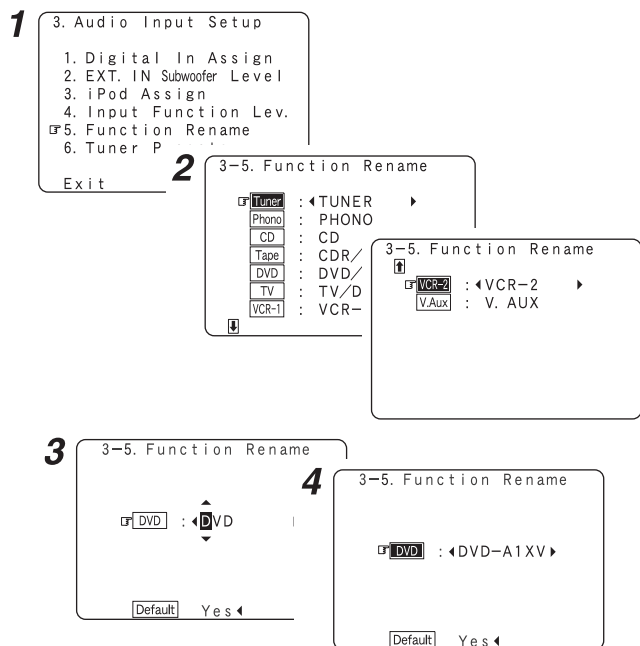 1
3. Audio Input Setup
1. Digital In Assign
2. EXT. IN Subwoofer Level
3. iPod Assign
4. Input Function Lev.
☞5. Function Rename
6. Tuner
Exit
2
3-5. Function Rename
☞ Tuner : ◀TUNER ▶
Phono : PHONO
CD : CD
Tape : CDR/
DVD : DVD/
TV : TV/D
VCR-1 : VCR-
3-5. Function Rename
☞ VCR-2 : ◀VCR-2 ▶
V.Aux : V. AUX
3
3-5. Function Rename
☞ DVD : ◀DVD
Default Yes◀
4
3-5. Function Rename
☞ DVD : ◀DVD-A1XV▶
Default Yes◀